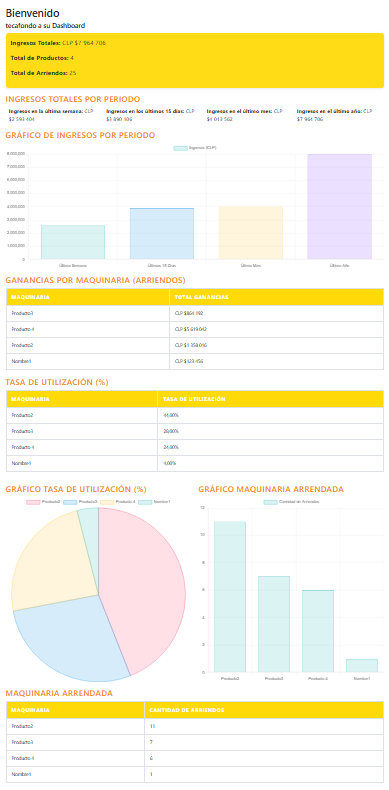 Bienvenido
tecafondo a su Dashboard
Ingresos Totales: CLP $7 964 706
Total de Productos: 4
Total de Arriendos: 25
INGRESOS TOTALES POR PERIODO
Ingresos en la última semana: CLP $2 593 404
Ingresos en los últimos 15 días: CLP $3 890 106
Ingresos en el último mes: CLP $4 013 562
Ingresos en el último año: CLP $7 964 706
GRÁFICO DE INGRESOS POR PERIODO
Ingresos (CLP)
8.000.000
7.000.000
6.000.000
5.000.000
4.000.000
3.000.000
2.000.000
1.000.000
0
Última Semana
Últimos 15 Días
Último Mes
Último Año
GANANCIAS POR MAQUINARIA (ARRIENDOS)
MAQUINARIA TOTAL GANANCIAS
Producto3 CLP $864 192
Producto 4 CLP $5 619 042
Producto2 CLP $1 358 016
Nombre1 CLP $123 456
TASA DE UTILIZACIÓN (%)
MAQUINARIA TASA DE UTILIZACIÓN
Producto2 44,00%
Producto3 28,00%
Producto 4 24,00%
Nombre1 4,00%
GRÁFICO TASA DE UTILIZACIÓN (%)
Producto2 Producto3 Producto 4 Nombre1
GRÁFICO MAQUINARIA ARRENDADA
Cantidad de Arriendos
12
10
8
6
4
2
0
Producto2
Producto3
Producto 4
Nombre1
MAQUINARIA ARRENDADA
MAQUINARIA CANTIDAD DE ARRIENDOS
Producto2 11
Producto3 7
Producto 4 6
Nombre1 1